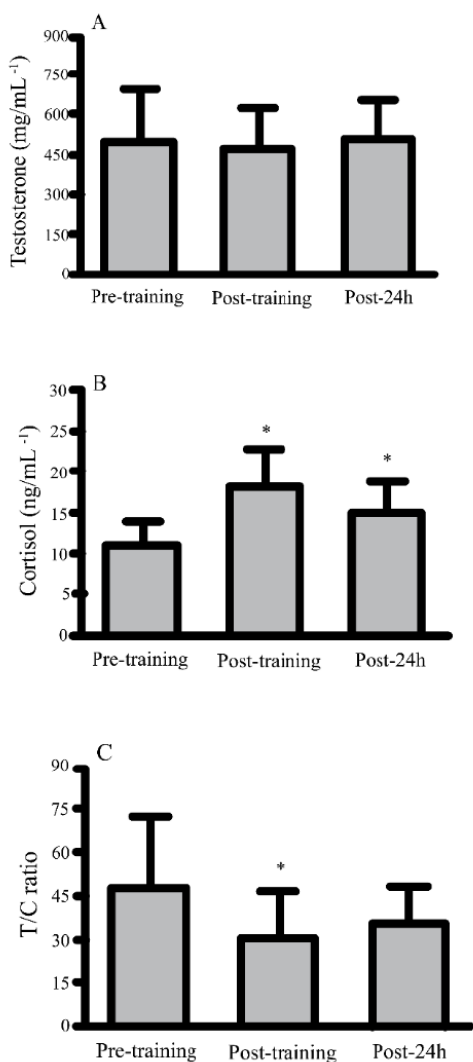 A
Testosterone (mg/mL ⁻¹)
900
750
600
450
300
150
0
Pre-training Post-training Post-24h
B
Cortisol (ng/mL ⁻¹)
30
25
20
15
10
5
0
* *
Pre-training Post-training Post-24h
C
T/C ratio
90
75
60
45
30
15
0
*
Pre-training Post-training Post-24h